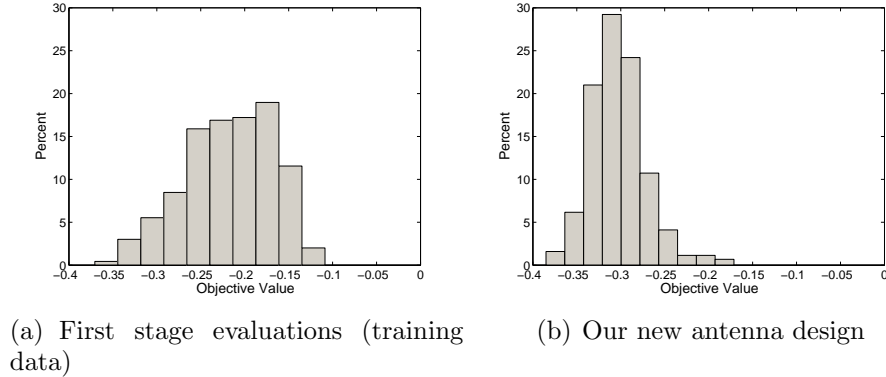 30
25
20
15
10
5
0
Percent
−0.4 −0.35 −0.3 −0.25 −0.2 −0.15 −0.1 −0.05 0
Objective Value
(a) First stage evaluations (training
data)
30
25
20
15
10
5
0
Percent
−0.4 −0.35 −0.3 −0.25 −0.2 −0.15 −0.1 −0.05 0
Objective Value
(b) Our new antenna design